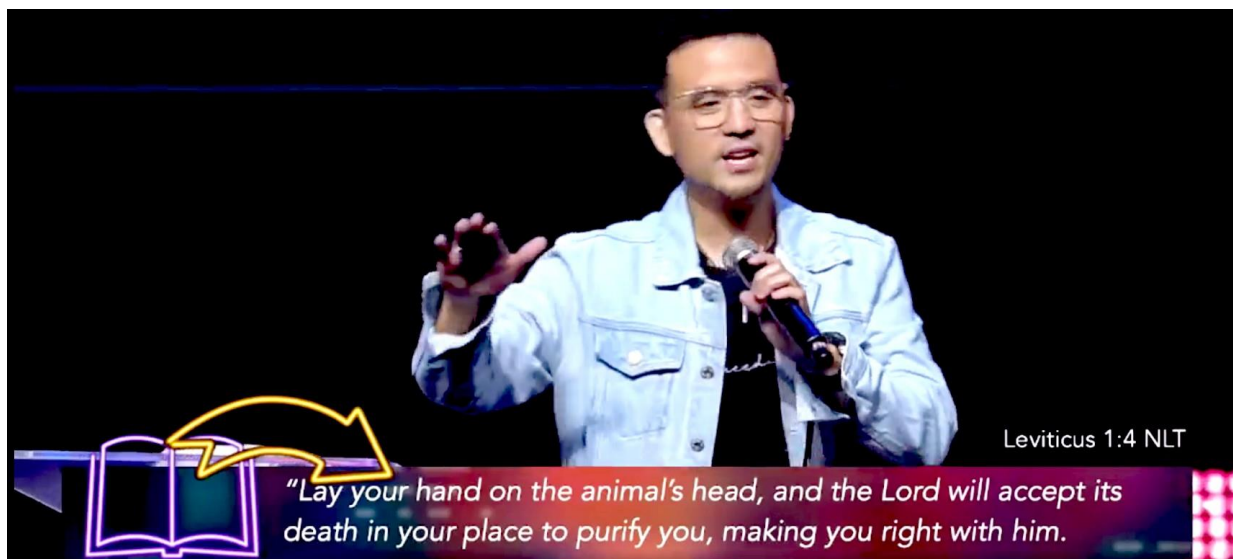 Leviticus 1:4 NLT
“Lay your hand on the animal’s head, and the Lord will accept its
death in your place to purify you, making you right with him.